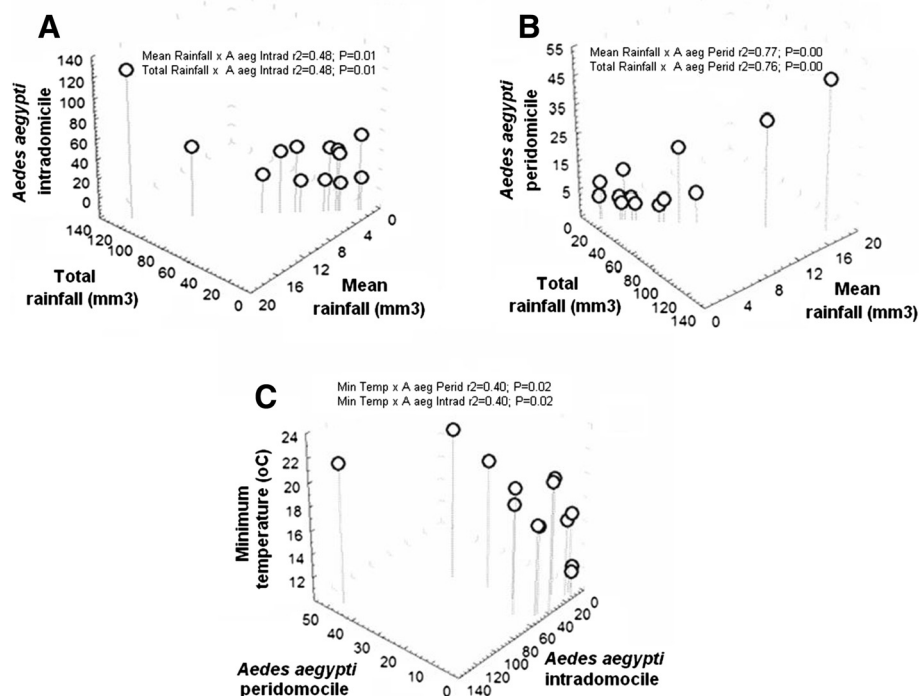 A
Mean Rainfall x A aeg Intrad r2=0.48; P=0.01
Total Rainfall x A aeg Intrad r2=0.48; P=0.01
Aedes aegypti
intradomicile
140
120
100
80
60
40
20
0
140
120
100
80
60
40
20
0
Total
rainfall (mm3)
20
16
12
8
4
0
Mean
rainfall (mm3)
B
Mean Rainfall x A aeg Perid r2=0.77; P=0.00
Total Rainfall x A aeg Perid r2=0.76; P=0.00
Aedes aegypti
peridomicile
55
45
35
25
15
5
0
20
40
60
80
100
120
140
Total
rainfall (mm3)
0
4
8
12
16
20
Mean
rainfall (mm3)
C
Min Temp x A aeg Perid r2=0.40; P=0.02
Min Temp x A aeg Intrad r2=0.40; P=0.02
Minimum
temperature (oC)
24
22
20
18
16
14
12
50
40
30
20
10
0
Aedes aegypti
peridomocile
140
120
100
80
60
40
20
0
Aedes aegypti
intradomocile